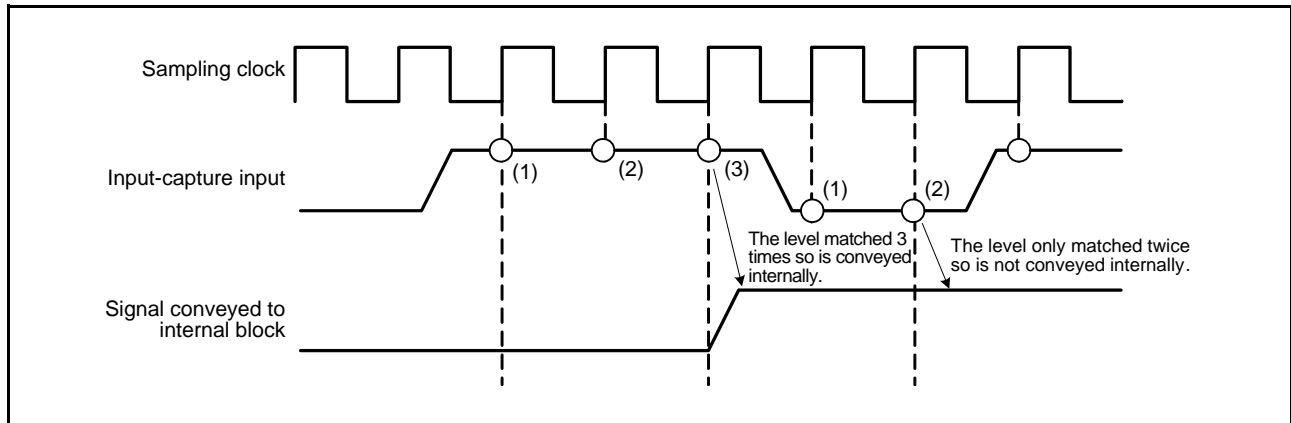 Sampling clock
Input-capture input
(1)
(2)
(3)
(1)
(2)
The level matched 3
times so is conveyed
internally.
The level only matched twice
so is not conveyed internally.
Signal conveyed to
internal block